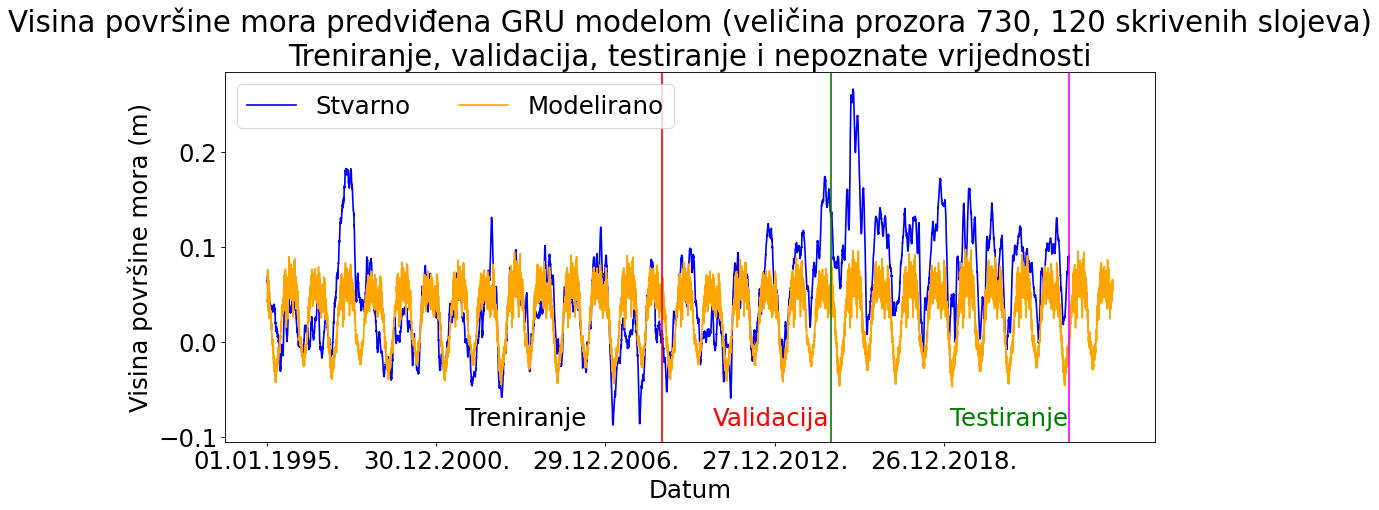 Visina površine mora predviđena GRU modelom (veličina prozora 730, 120 skrivenih slojeva)
Treniranje, validacija, testiranje i nepoznate vrijednosti
Stvarno Modelirano
Visina površine mora (m)
0.2
0.1
0.0
−0.1
Treniranje Validacija Testiranje
01.01.1995. 30.12.2000. 29.12.2006. 27.12.2012. 26.12.2018.
Datum